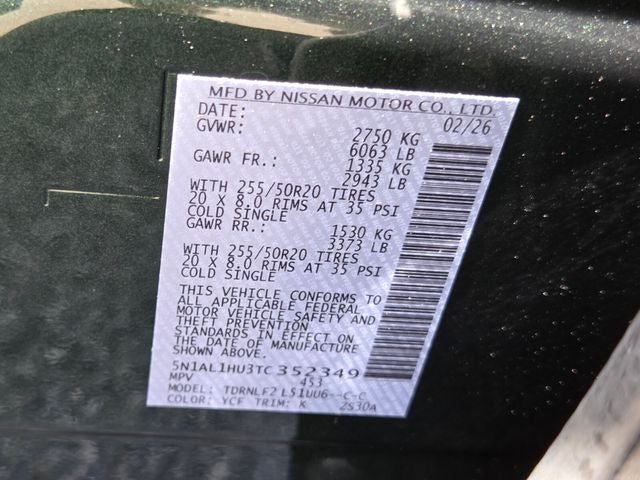 MFD BY NISSAN MOTOR CO., LTD.
DATE: 02/26
GVWR: 2750 KG
6063 LB
GAWR FR.: 1335 KG
2943 LB
WITH 255/50R20 TIRES
20 X 8.0 RIMS AT 35 PSI
COLD SINGLE
GAWR RR.: 1530 KG
3373 LB
WITH 255/50R20 TIRES
20 X 8.0 RIMS AT 35 PSI
COLD SINGLE
THIS VEHICLE CONFORMS TO
ALL APPLICABLE FEDERAL
MOTOR VEHICLE SAFETY AND
THEFT PREVENTION
STANDARDS IN EFFECT ON
THE DATE OF MANUFACTURE
SHOWN ABOVE.
5N1AL1HU3TC352349
MPV 453
MODEL: TDRNLF2 L51UU6--C-C
COLOR: YCF TRIM: K 2S30A